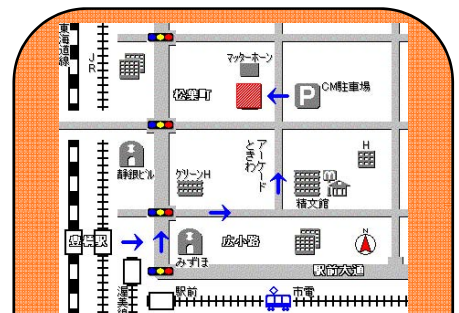 東海道線
JR
マッターホーン
松葉町
CM駐車場
P
アーケード
ときわ
H
静岡銀ビル
グリーンH
m
精文館
豊橋駅
広小路
N
みずほ
駅前大通
渥美線
駅前
市電